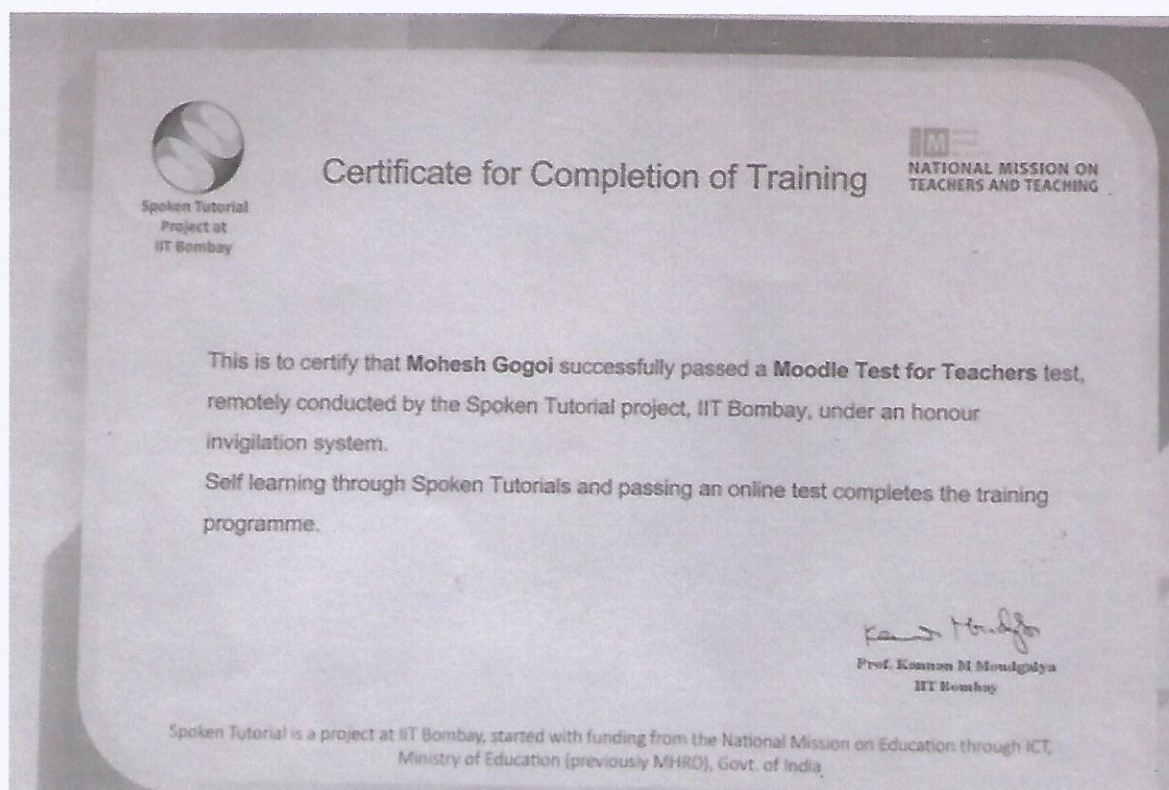 Spoken Tutorial
Project at
IIT Bombay
Certificate for Completion of Training
M
NATIONAL MISSION ON
TEACHERS AND TEACHING
This is to certify that Mohesh Gogoi successfully passed a Moodle Test for Teachers test,
remotely conducted by the Spoken Tutorial project, IIT Bombay, under an honour
invigilation system.
Self learning through Spoken Tutorials and passing an online test completes the training
programme.
Prof. Kannan M Moudgalya
IIT Bombay
Spoken Tutorial is a project at IIT Bombay, started with funding from the National Mission on Education through ICT,
Ministry of Education (previously MHRD), Govt. of India